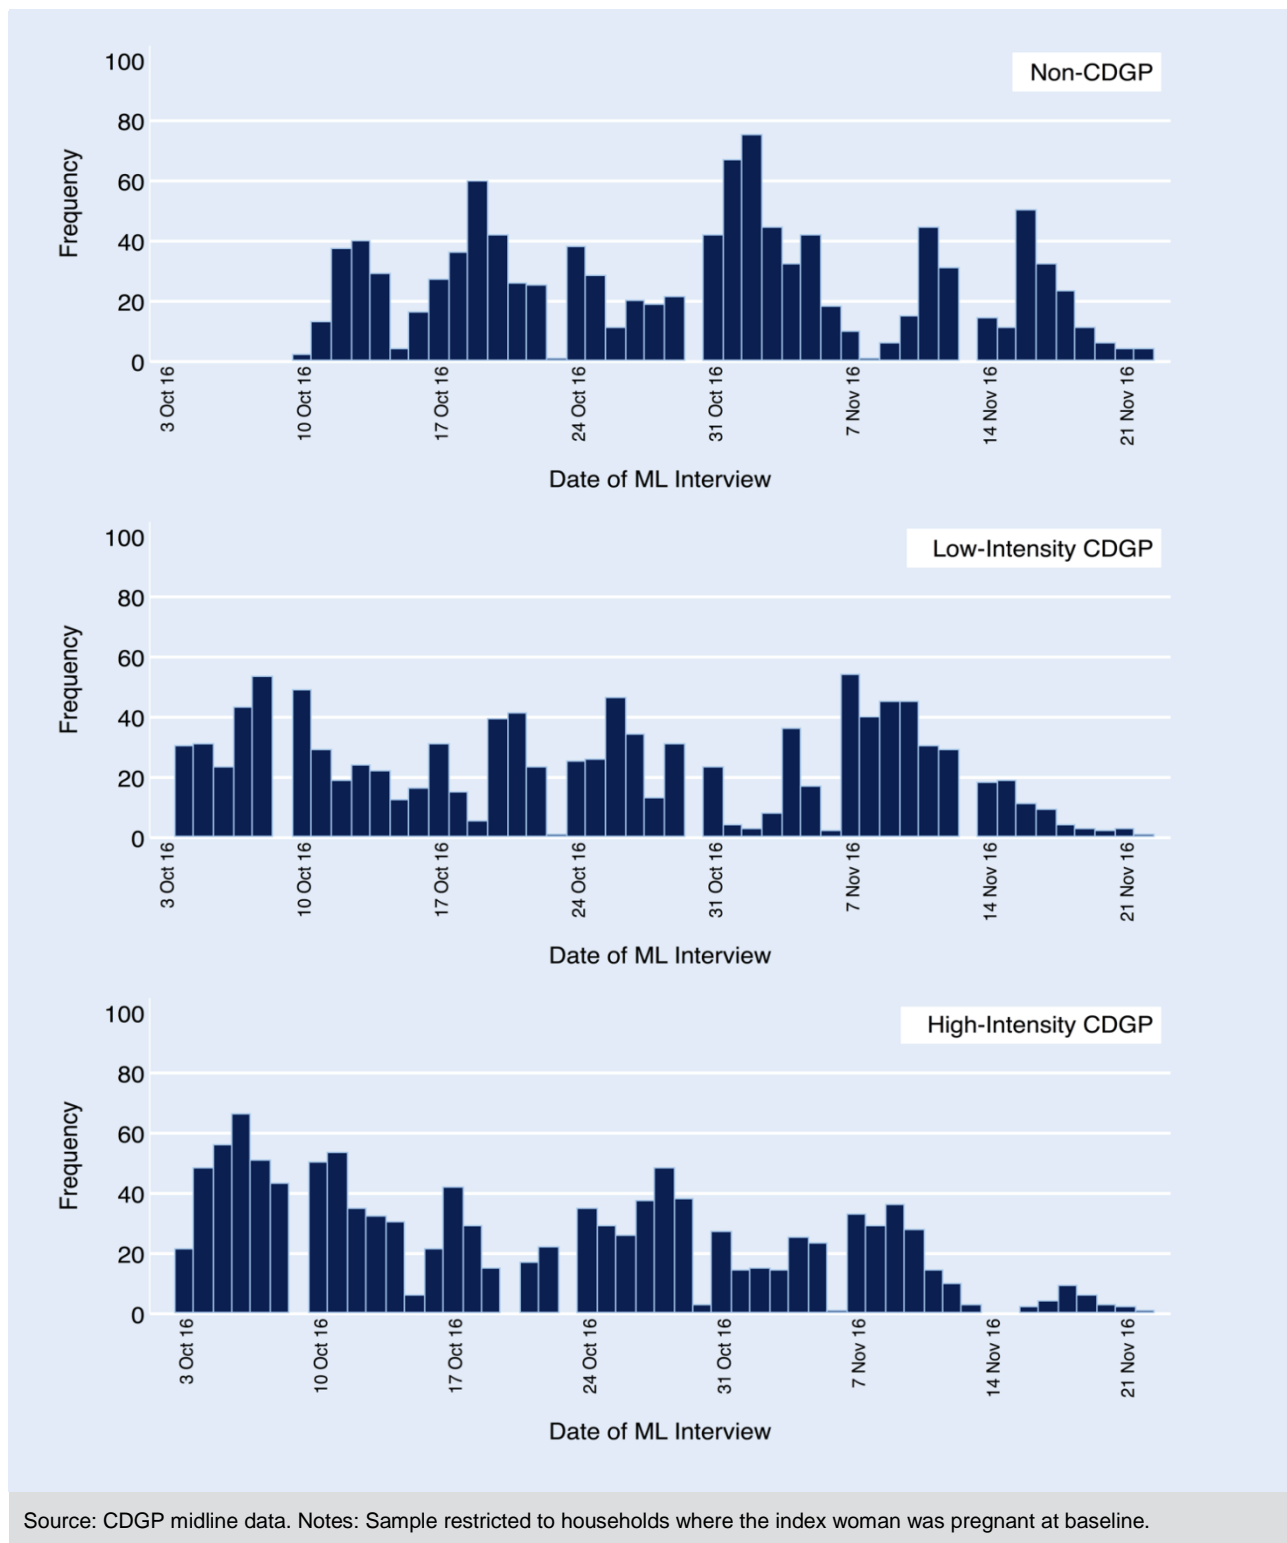 Non-CDGP
Frequency
100
80
60
40
20
0
3 Oct 16
10 Oct 16
17 Oct 16
24 Oct 16
31 Oct 16
7 Nov 16
14 Nov 16
21 Nov 16
Date of ML Interview
Low-Intensity CDGP
Frequency
100
80
60
40
20
0
3 Oct 16
10 Oct 16
17 Oct 16
24 Oct 16
31 Oct 16
7 Nov 16
14 Nov 16
21 Nov 16
Date of ML Interview
High-Intensity CDGP
Frequency
100
80
60
40
20
0
3 Oct 16
10 Oct 16
17 Oct 16
24 Oct 16
31 Oct 16
7 Nov 16
14 Nov 16
21 Nov 16
Date of ML Interview
Source: CDGP midline data. Notes: Sample restricted to households where the index woman was pregnant at baseline.